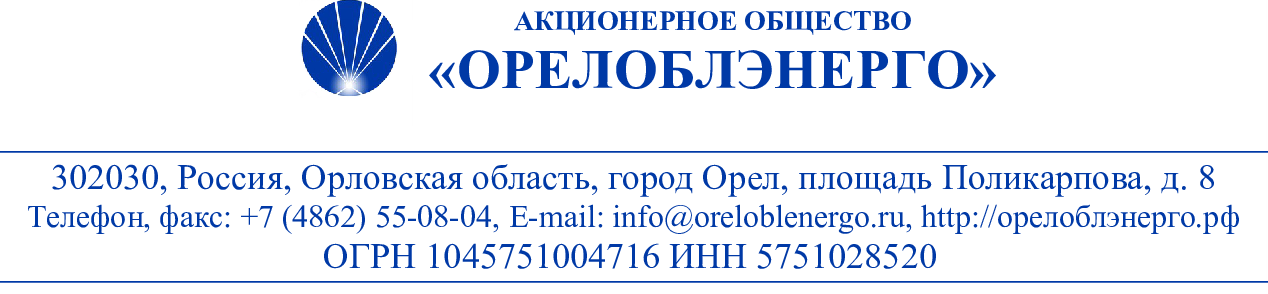 АКЦИОНЕРНОЕ ОБЩЕСТВО
«ОРЕЛОБЛЭНЕРГО»
302030, Россия, Орловская область, город Орел, площадь Поликарпова, д. 8
Телефон, факс: +7 (4862) 55-08-04, E-mail: info@oreloblenergo.ru, http://орелоблэнерго.рф
ОГРН 1045751004716 ИНН 5751028520